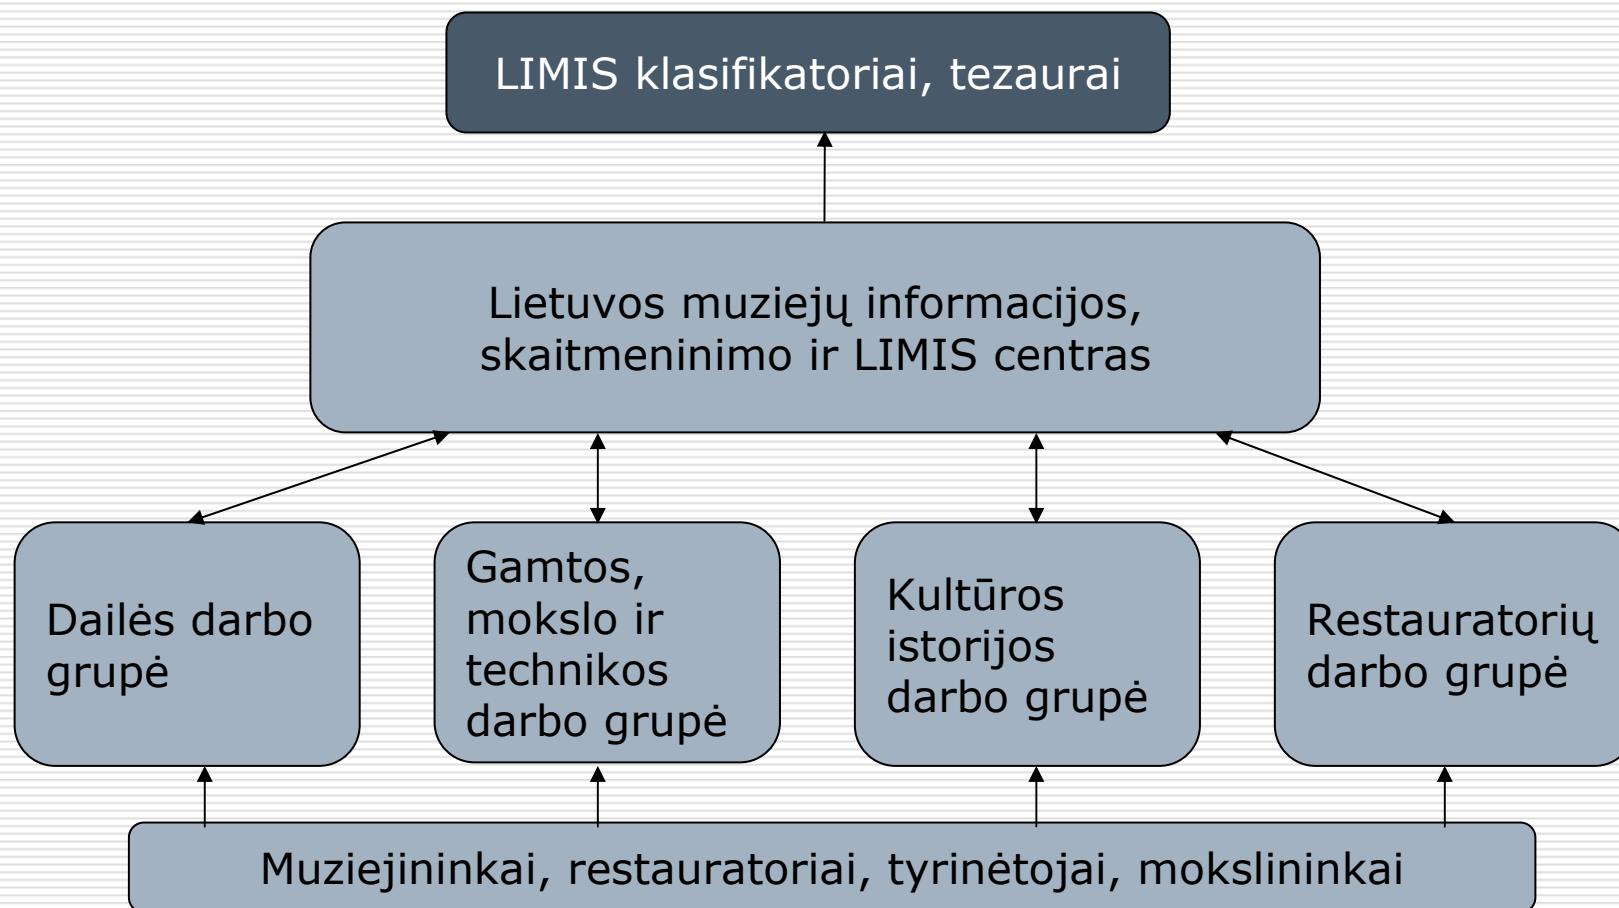 LIMIS klasifikatoriai, tezaurai
Lietuvos muziejų informacijos,
skaitmeninimo ir LIMIS centras
Dailės darbo
grupė
Gamtos,
mokslo ir
technikos
darbo grupė
Kultūros
istorijos
darbo grupė
Restauratorių
darbo grupė
Muziejininkai, restauratoriai, tyrinėtojai, mokslininkai